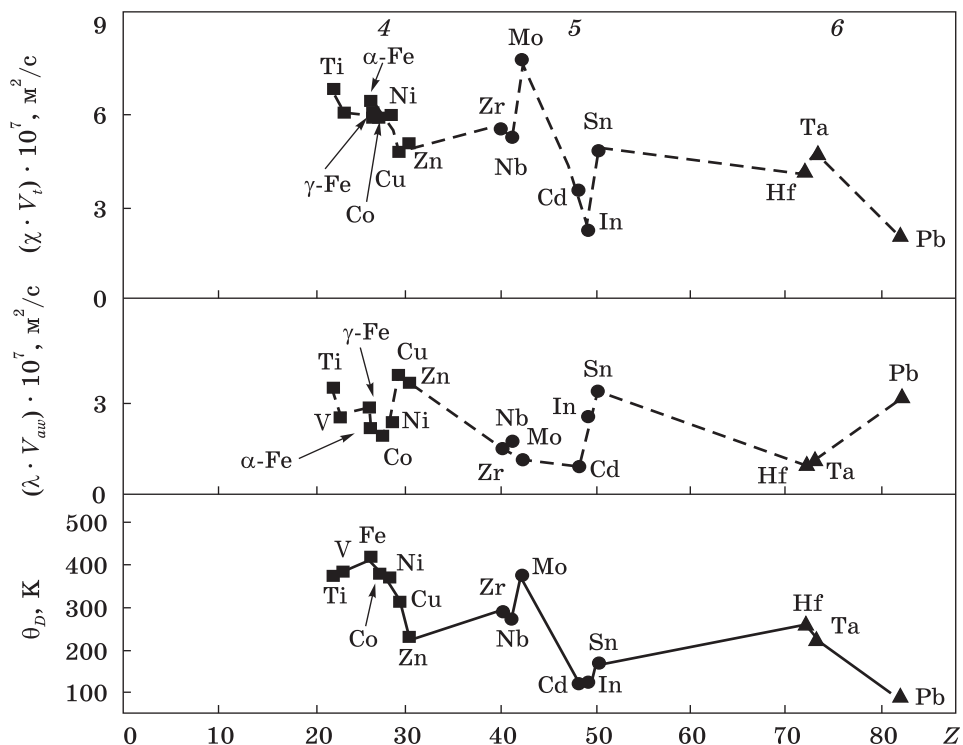 9
4
5
6
Mo
α-Fe
Ti
Ni
Zr
Sn
Ta
6
Zn
Nb
Hf
γ-Fe
Cu
Cd
3
Co
In
Pb
0
(χ · V_t) · 10^7, м^2/с
γ-Fe
Cu
Ti
Zn
Sn
Pb
3
V
Ni
Nb
In
Mo
α-Fe
Co
Zr
Cd
Hf
Ta
0
(λ · V_aw) · 10^7, м^2/с
500
V
Fe
Ni
Mo
400
Ti
Zr
Hf
300
Co
Cu
Nb
Ta
200
Zn
Sn
100
Cd
In
Pb
θ_D, K
0
10
20
30
40
50
60
70
80
Z